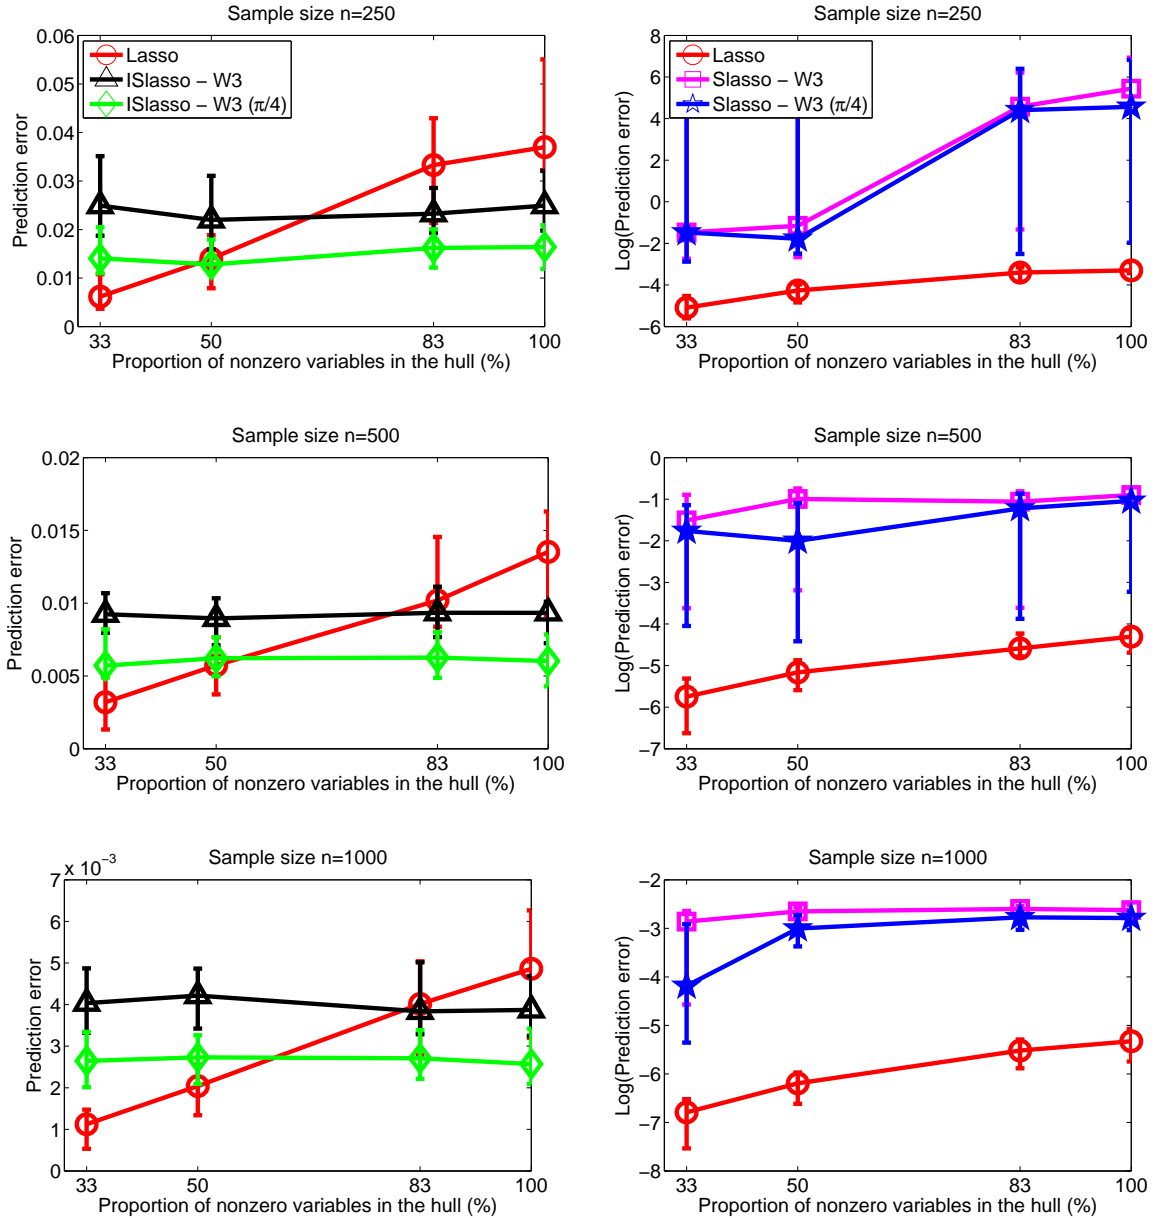 Sample size n=250
0.06
0.05
0.04
0.03
0.02
0.01
0
Prediction error
Lasso
ISlasso − W3
ISlasso − W3 (π/4)
33 50 83 100
Proportion of nonzero variables in the hull (%)
Sample size n=250
8
6
4
2
0
−2
−4
−6
Log(Prediction error)
Lasso
Slasso − W3
Slasso − W3 (π/4)
33 50 83 100
Proportion of nonzero variables in the hull (%)
Sample size n=500
0.02
0.015
0.01
0.005
0
Prediction error
33 50 83 100
Proportion of nonzero variables in the hull (%)
Sample size n=500
0
−1
−2
−3
−4
−5
−6
−7
Log(Prediction error)
33 50 83 100
Proportion of nonzero variables in the hull (%)
Sample size n=1000
x 10−3
7
6
5
4
3
2
1
0
Prediction error
33 50 83 100
Proportion of nonzero variables in the hull (%)
Sample size n=1000
−2
−3
−4
−5
−6
−7
−8
Log(Prediction error)
33 50 83 100
Proportion of nonzero variables in the hull (%)